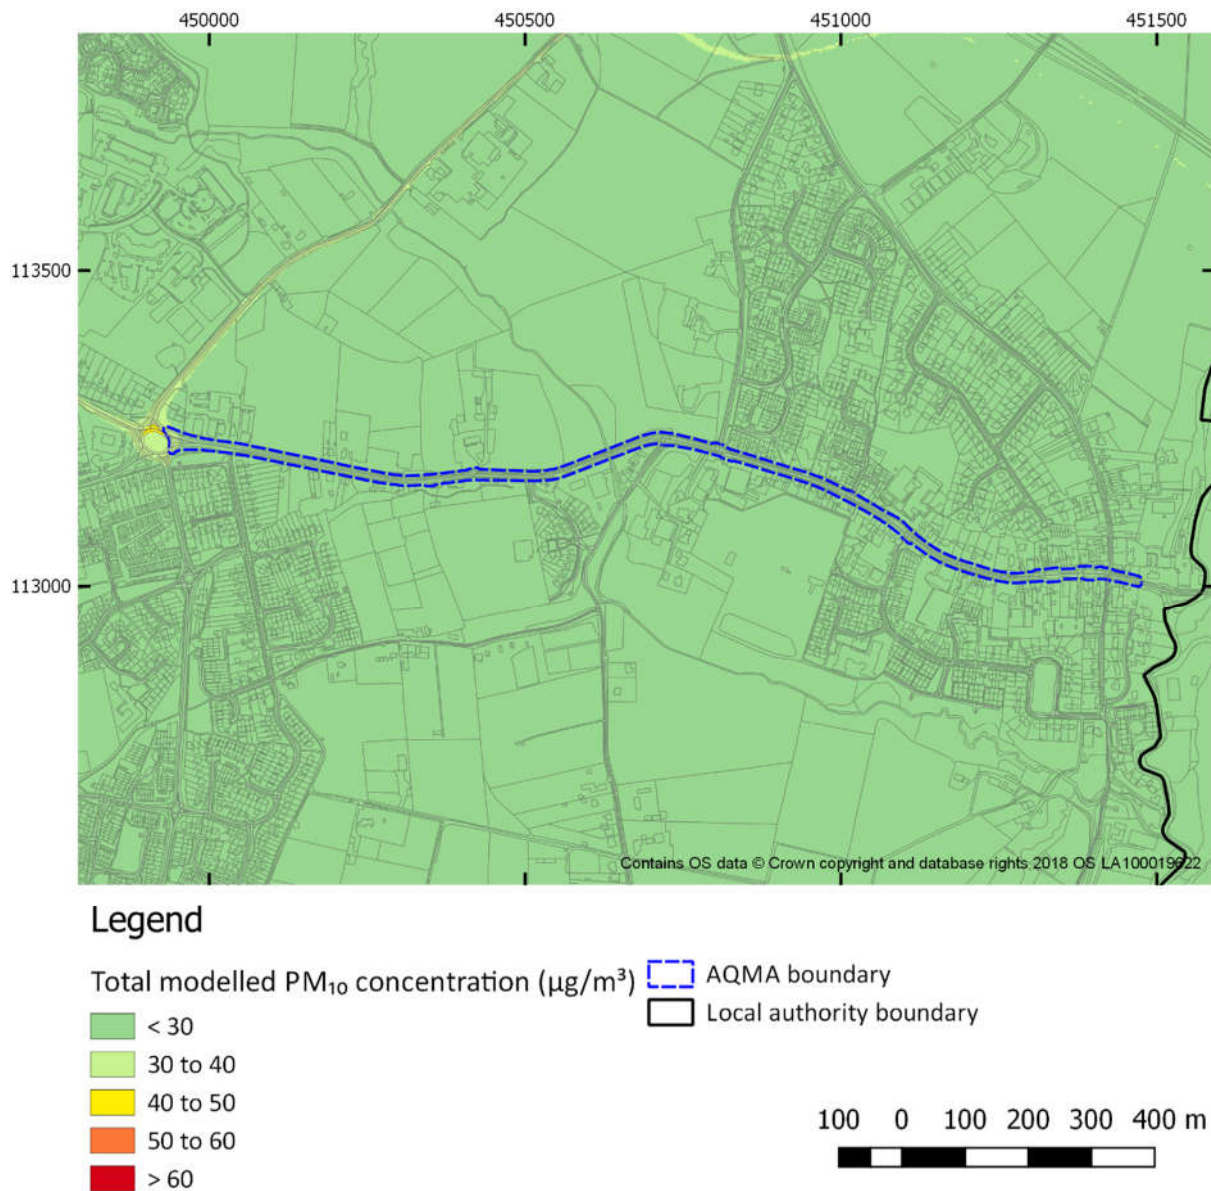 450000 450500 451000 451500
113500
113000
Contains OS data © Crown copyright and database rights 2018 OS LA100019622
Legend
Total modelled PM₁₀ concentration (µg/m³)
< 30
30 to 40
40 to 50
50 to 60
> 60
AQMA boundary
Local authority boundary
100 0 100 200 300 400 m